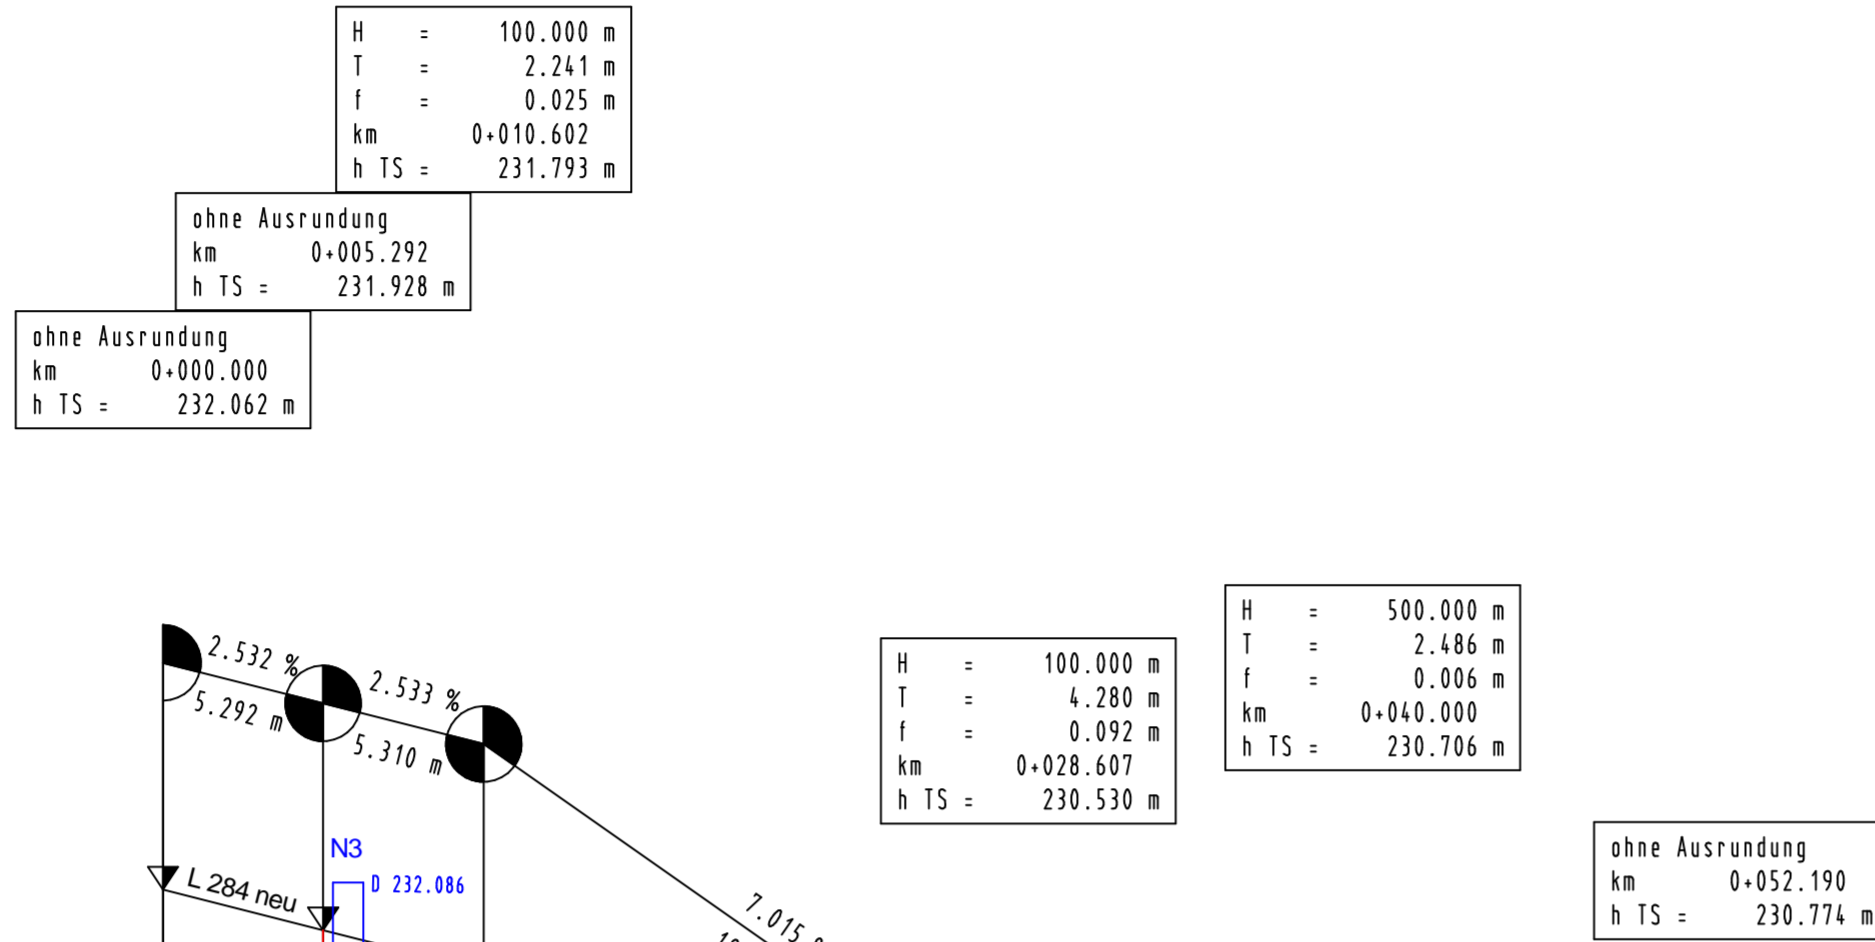 H = 100.000 m
T = 2.241 m
f = 0.025 m
km 0+010.602
h TS = 231.793 m
ohne Ausrundung
km 0+005.292
h TS = 231.928 m
ohne Ausrundung
km 0+000.000
h TS = 232.062 m
H = 500.000 m
T = 2.486 m
f = 0.006 m
km 0+040.000
h TS = 230.706 m
H = 100.000 m
T = 4.280 m
f = 0.092 m
km 0+028.607
h TS = 230.530 m
2.532 %
5.292 m
2.533 %
5.310 m
N3
D 232.086
L 284 neu
7.015
ohne Ausrundung
km 0+052.190
h TS = 230.774 m